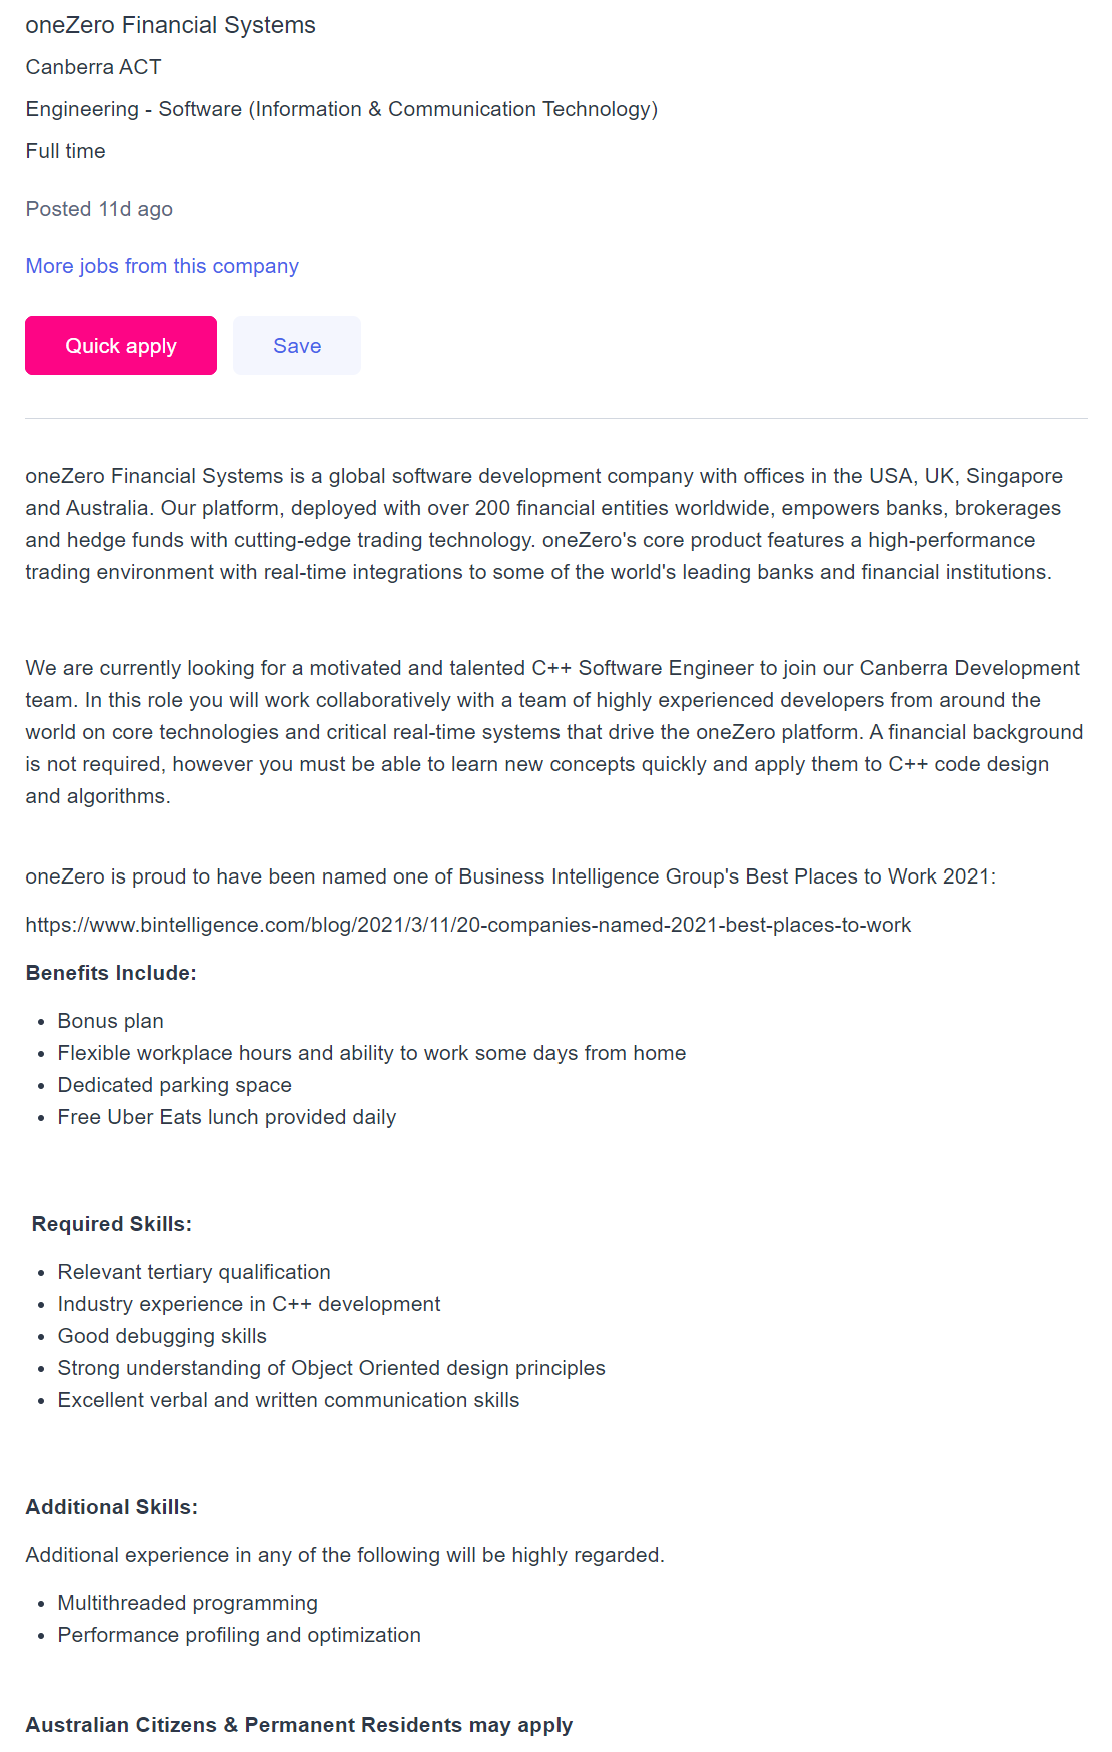 oneZero Financial Systems
Canberra ACT
Engineering - Software (Information & Communication Technology)
Full time
Posted 11d ago
More jobs from this company
Quick apply
Save
oneZero Financial Systems is a global software development company with offices in the USA, UK, Singapore
and Australia. Our platform, deployed with over 200 financial entities worldwide, empowers banks, brokerages
and hedge funds with cutting-edge trading technology. oneZero's core product features a high-performance
trading environment with real-time integrations to some of the world's leading banks and financial institutions.
We are currently looking for a motivated and talented C++ Software Engineer to join our Canberra Development
team. In this role you will work collaboratively with a team of highly experienced developers from around the
world on core technologies and critical real-time systems that drive the oneZero platform. A financial background
is not required, however you must be able to learn new concepts quickly and apply them to C++ code design
and algorithms.
oneZero is proud to have been named one of Business Intelligence Group's Best Places to Work 2021:
https://www.bintelligence.com/blog/2021/3/11/20-companies-named-2021-best-places-to-work
Benefits Include:
• Bonus plan
• Flexible workplace hours and ability to work some days from home
• Dedicated parking space
• Free Uber Eats lunch provided daily
Required Skills:
• Relevant tertiary qualification
• Industry experience in C++ development
• Good debugging skills
• Strong understanding of Object Oriented design principles
• Excellent verbal and written communication skills
Additional Skills:
Additional experience in any of the following will be highly regarded.
• Multithreaded programming
• Performance profiling and optimization
Australian Citizens & Permanent Residents may apply